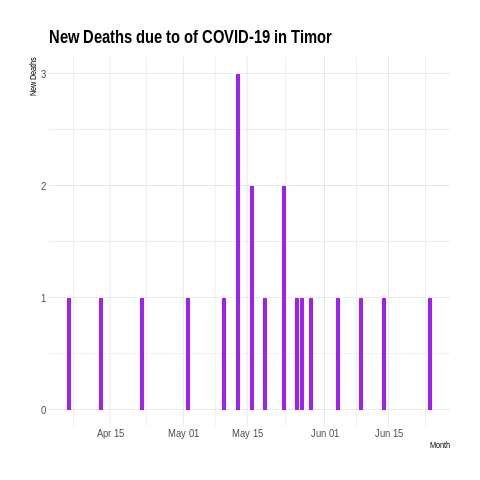 New Deaths due to of COVID-19 in Timor
New Deaths
3
2
1
0
Apr 15 May 01 May 15 Jun 01 Jun 15
Month